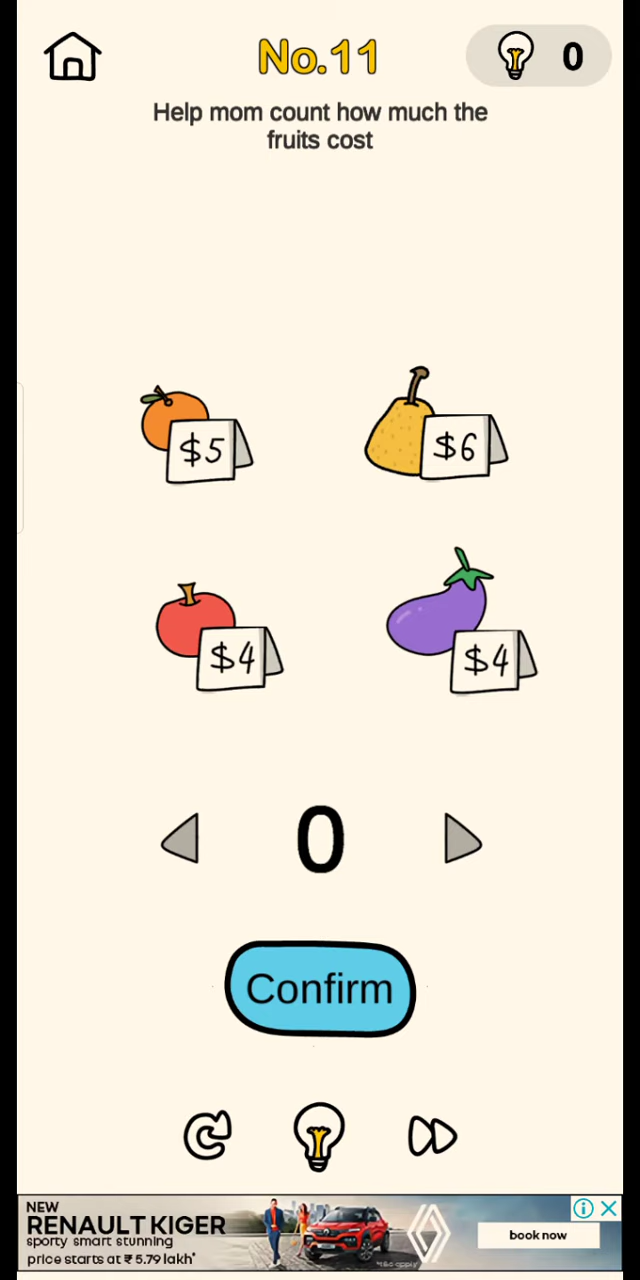 No.11
0
Help mom count how much the
fruits cost
$5
$6
$4
$4
0
Confirm
NEW
RENAULT KIGER
sporty smart stunning
price starts at ₹ 5.79 lakh*
*t&c apply
book now